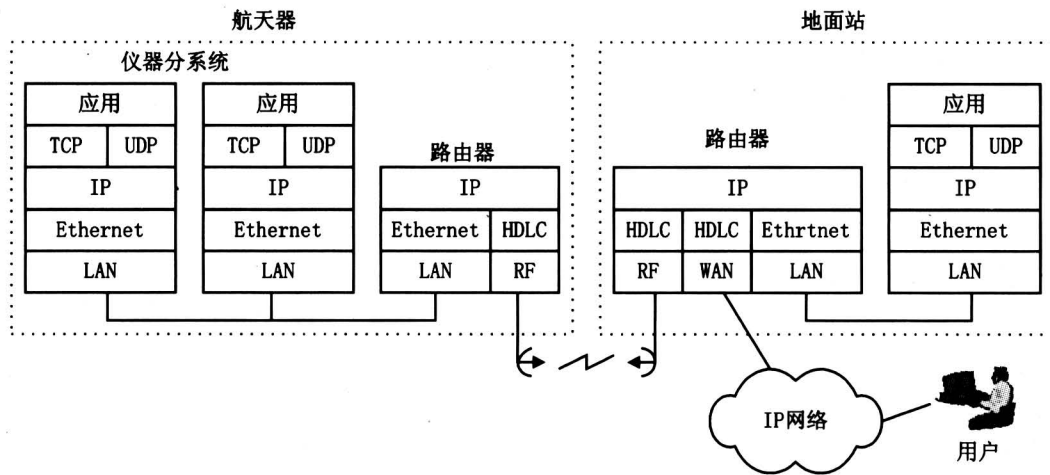 航天器
地面站
仪器分系统
应用
TCP UDP
IP
Ethernet
LAN
应用
TCP UDP
IP
Ethernet
LAN
路由器
IP
Ethernet HDLC
LAN RF
路由器
IP
HDLC HDLC Ethrtnet
RF WAN LAN
应用
TCP UDP
IP
Ethernet
LAN
IP网络
用户